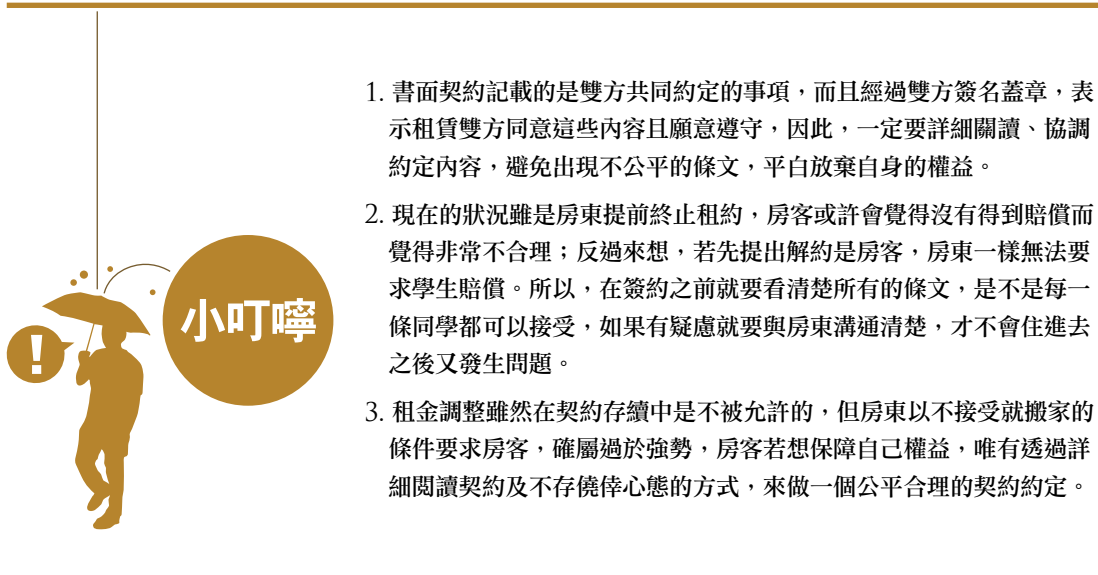 1. 書面契約記載的是雙方共同約定的事項，而且經過雙方簽名蓋章，表
示租賃雙方同意這些內容且願意遵守，因此，一定要詳細關讀、協調
約定內容，避免出現不公平的條文，平白放棄自身的權益。
2. 現在的狀況雖是房東提前終止租約，房客或許會覺得沒有得到賠償而
覺得非常不合理；反過來想，若先提出解約是房客，房東一樣無法要
求學生賠償。所以，在簽約之前就要看清楚所有的條文，是不是每一
條同學都可以接受，如果有疑慮就要與房東溝通清楚，才不會住進去
之後又發生問題。
3. 租金調整雖然在契約存續中是不被允許的，但房東以不接受就搬家的
條件要求房客，確屬過於強勢，房客若想保障自己權益，唯有透過詳
細閱讀契約及不存僥倖心態的方式，來做一個公平合理的契約約定。
小叮嚀
!